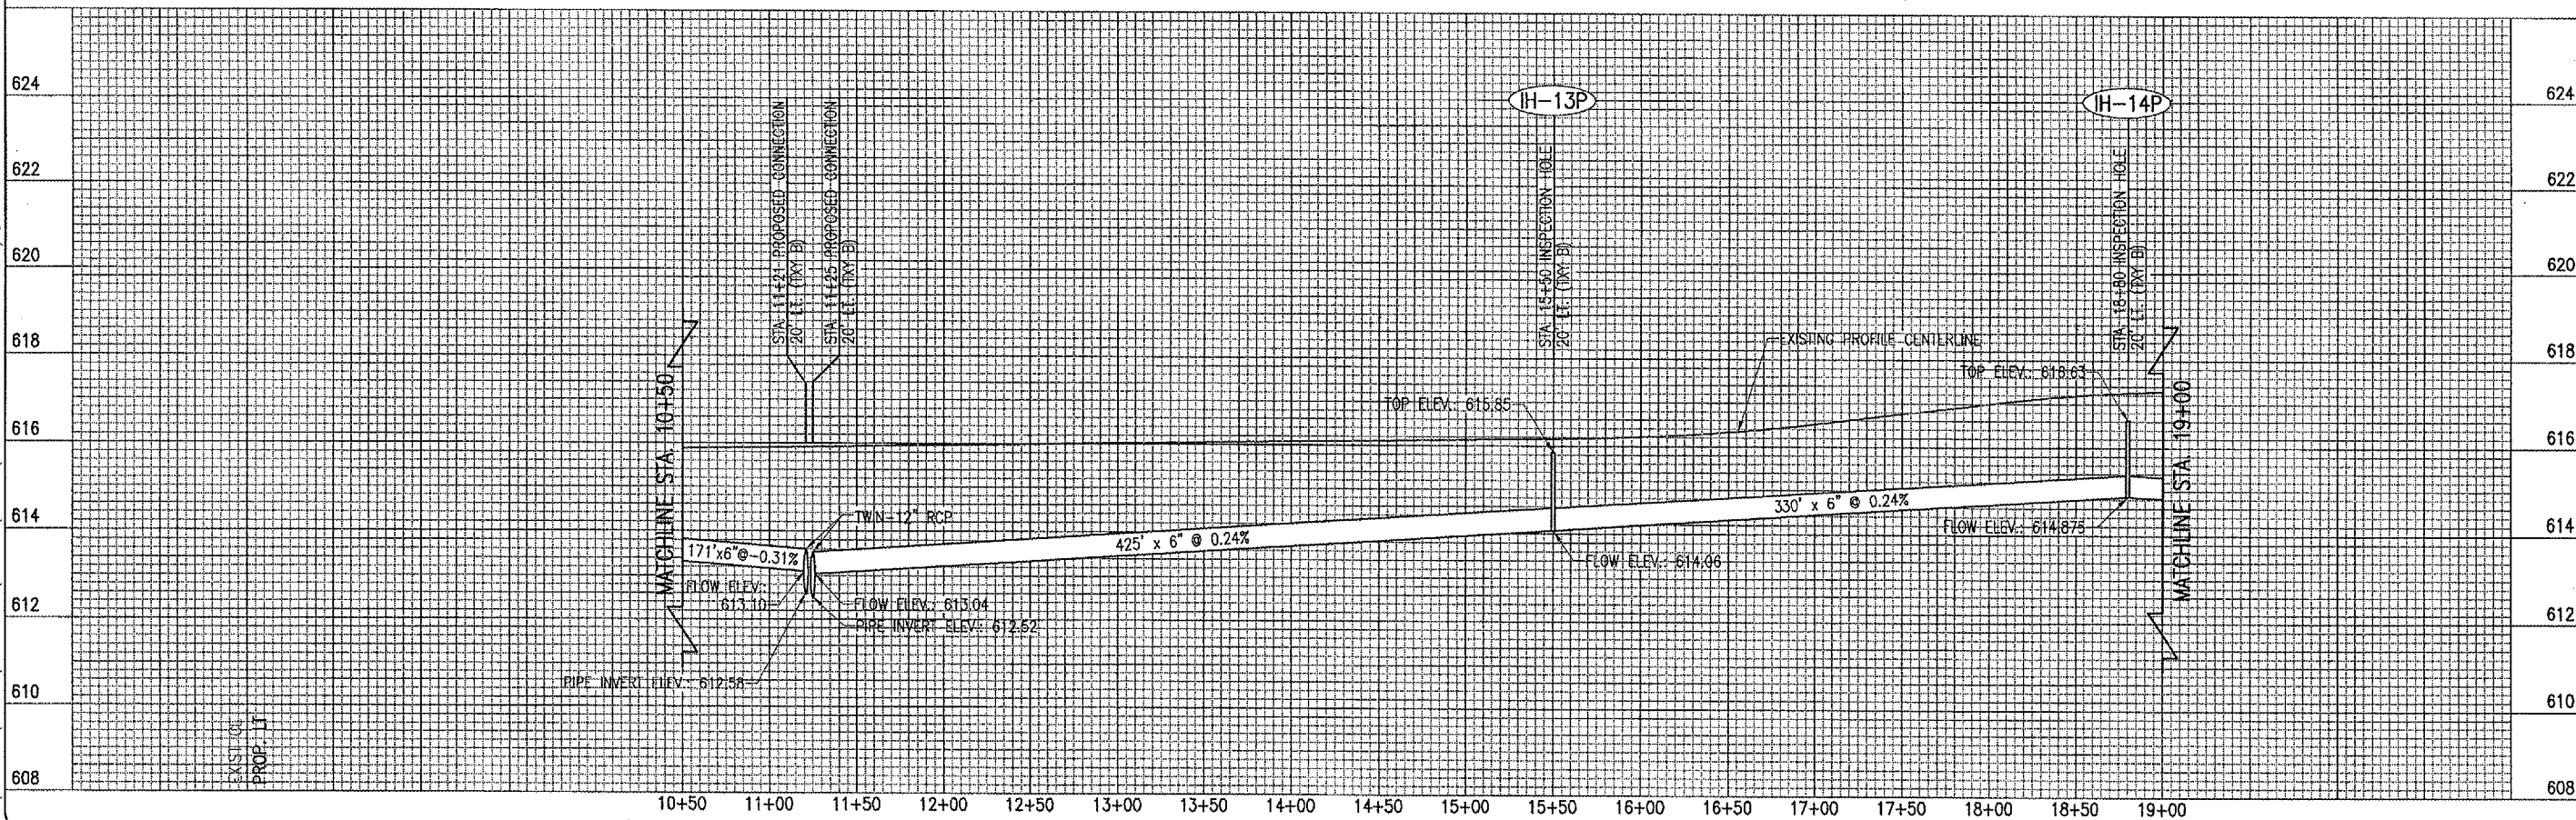 624
622
620
618
616
614
612
610
608
624
622
620
618
616
614
612
610
608
STA. 11+21 PROPOSED CONNECTION
20' LT. (TXY B)
STA. 11+25 PROPOSED CONNECTION
20' LT. (TXY B)
IH-13P
STA. 15+50 INSPECTION HOLE
20' LT. (TXY B)
IH-14P
STA. 18+80 INSPECTION HOLE
20' LT. (TXY B)
EXISTING PROFILE CENTERLINE
TOP ELEV.: 615.85
MATCHLINE STA. 10+50
MATCHLINE STA. 19+00
TWIN-12" RCP
171'x6"@-0.31%
425' x 6" @ 0.24%
330' x 6" @ 0.24%
FLOW ELEV.:
613.10
FLOW ELEV.: 613.04
PIPE INVERT ELEV.: 612.52
PIPE INVERT ELEV.: 612.58
FLOW ELEV.: 614.06
FLOW ELEV.: 614.875
TOP ELEV.:
EXIST CL
PROP. LT
10+50 11+00 11+50 12+00 12+50 13+00 13+50 14+00 14+50 15+00 15+50 16+00 16+50 17+00 17+50 18+00 18+50 19+00